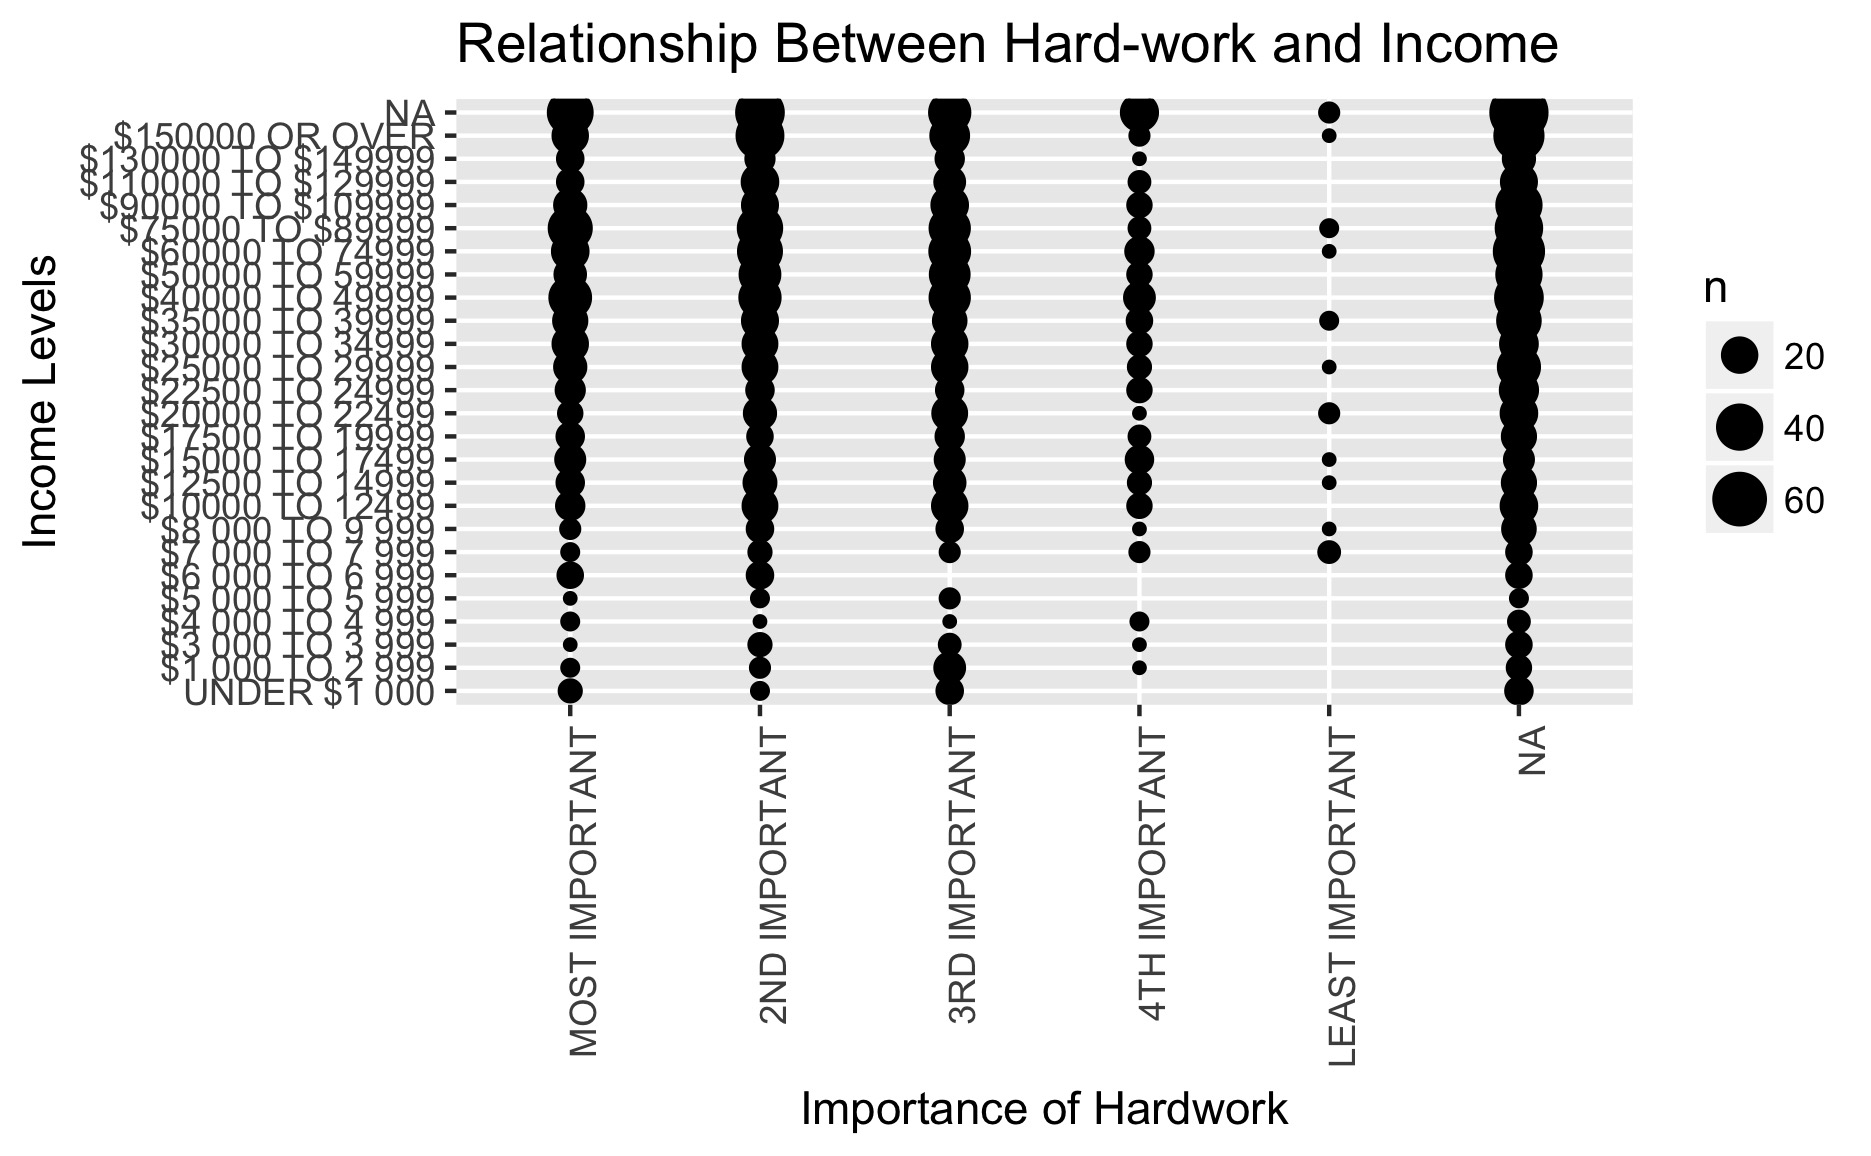 Relationship Between Hard-work and Income
Income Levels
NA
$150000 OR OVER
$130000 TO $149999
$110000 TO $129999
$90000 TO $109999
$75000 TO $89999
$60000 TO 74999
$50000 TO 59999
$40000 TO 49999
$35000 TO 39999
$30000 TO 34999
$25000 TO 29999
$22500 TO 24999
$20000 TO 22499
$17500 TO 19999
$15000 TO 17499
$12500 TO 14999
$10000 TO 12499
$8 000 TO 9 999
$7 000 TO 7 999
$6 000 TO 6 999
$5 000 TO 5 999
$4 000 TO 4 999
$3 000 TO 3 999
$1 000 TO 2 999
UNDER $1 000
MOST IMPORTANT
2ND IMPORTANT
3RD IMPORTANT
4TH IMPORTANT
LEAST IMPORTANT
NA
Importance of Hardwork
n
20
40
60